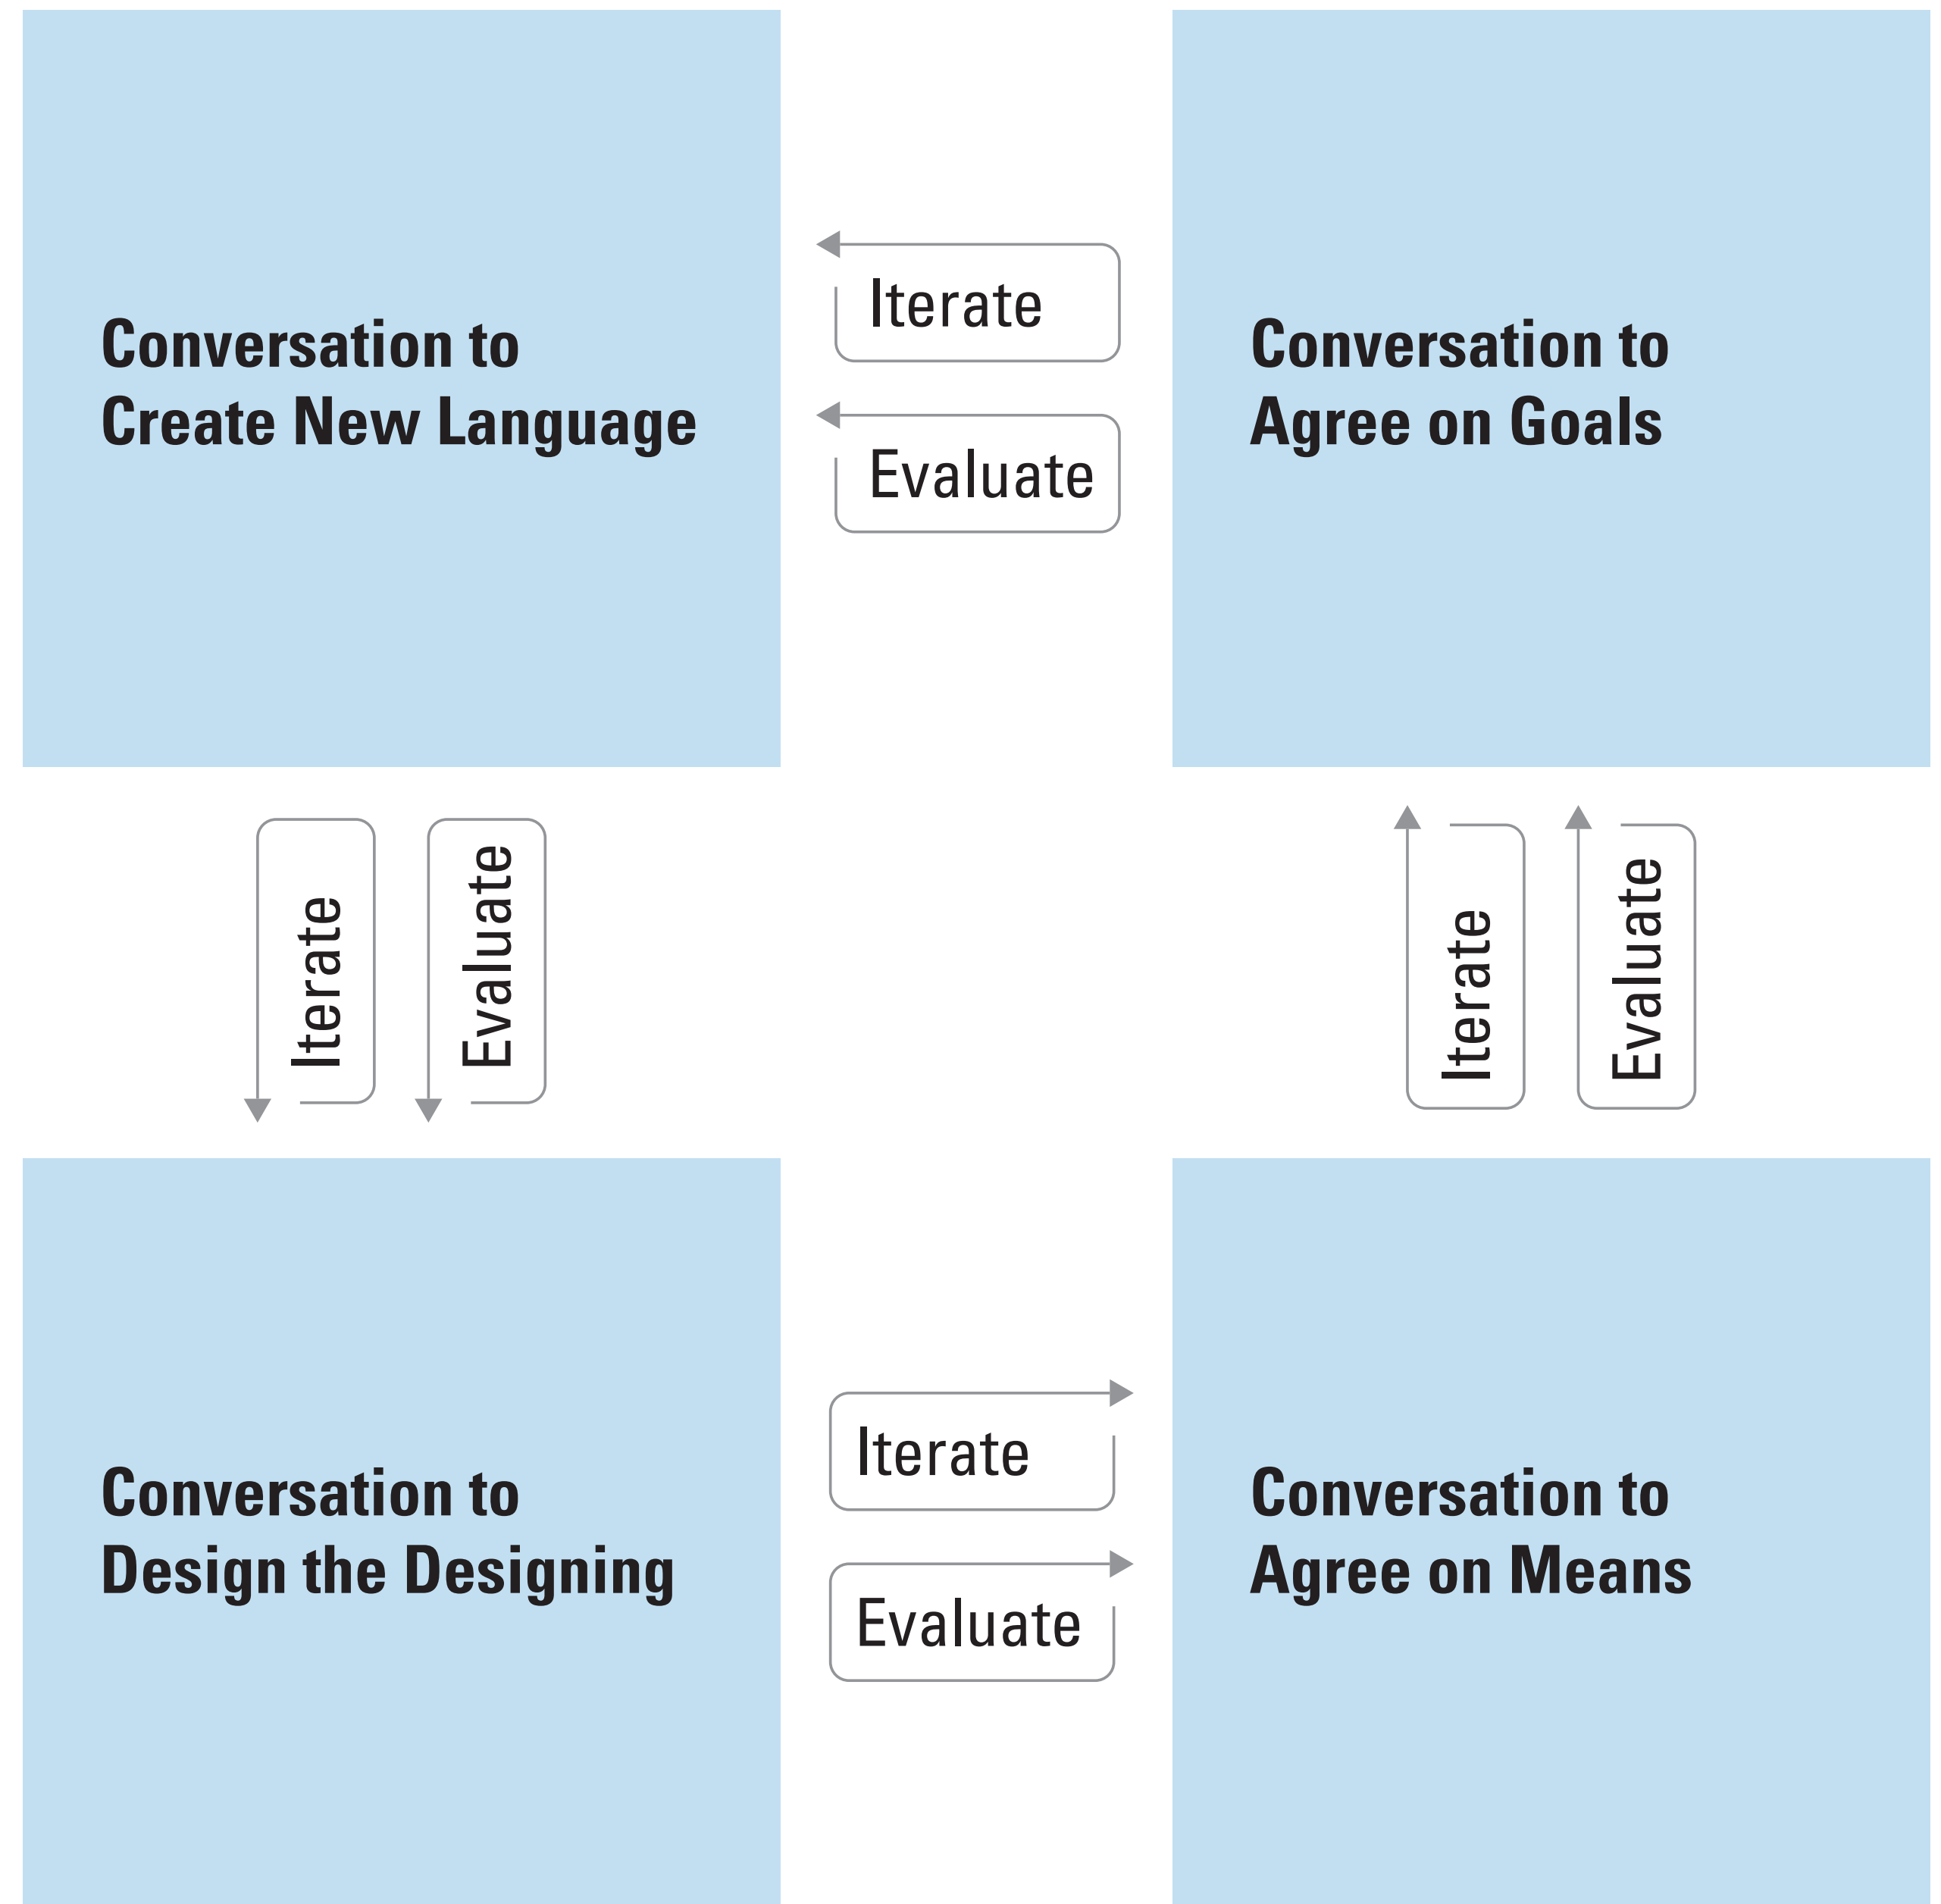 Conversation to
Create New Language
Iterate
Evaluate
Conversation to
Agree on Goals
Iterate
Evaluate
Iterate
Evaluate
Conversation to
Design the Designing
Iterate
Evaluate
Conversation to
Agree on Means